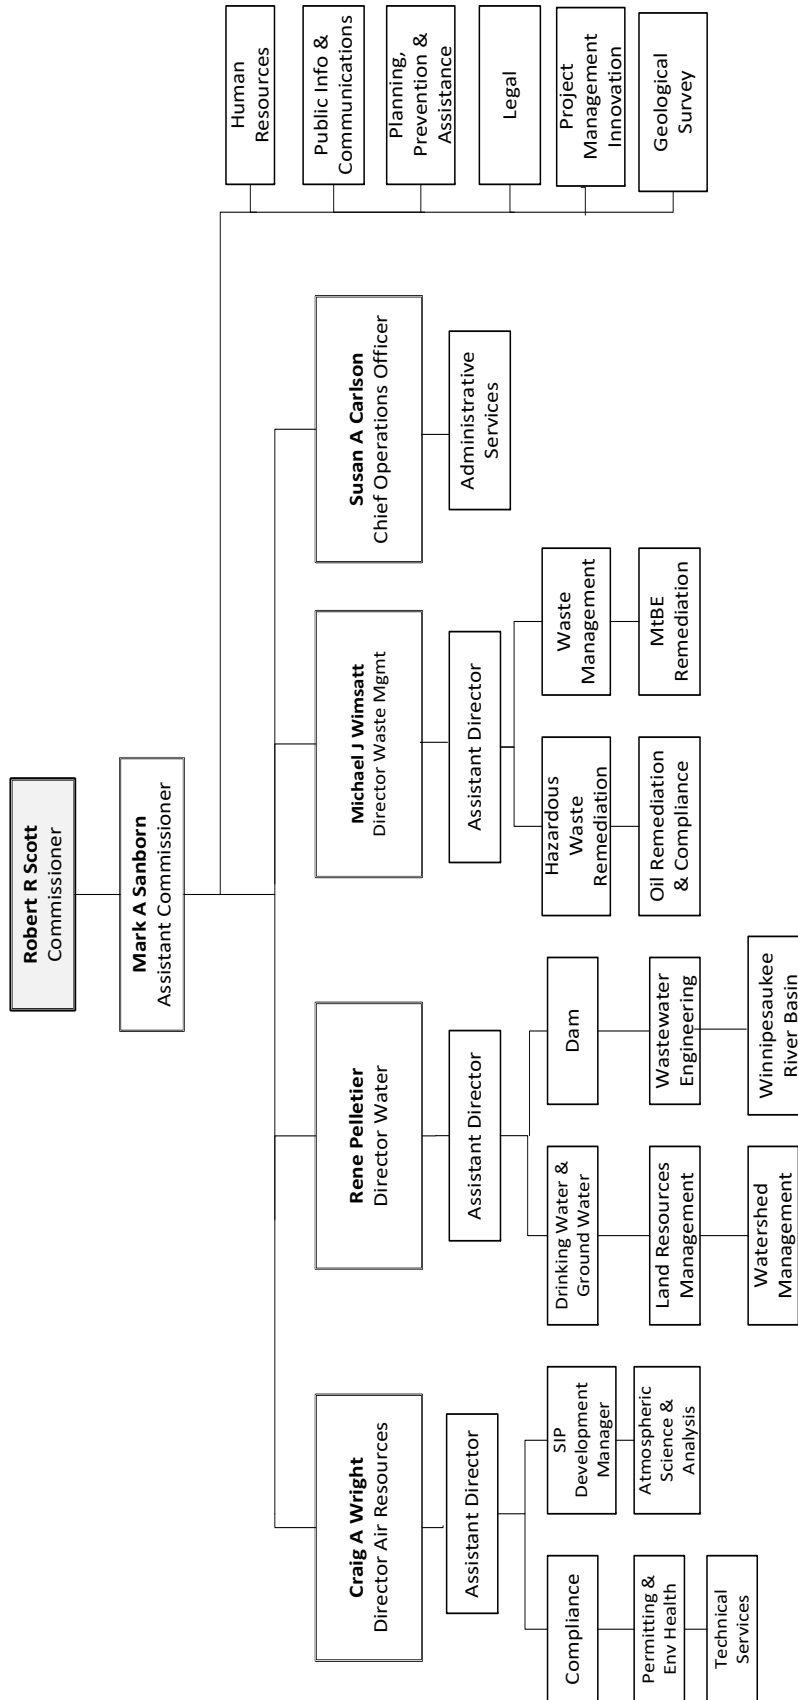 Robert R Scott
Commissioner
Mark A Sanborn
Assistant Commissioner
Craig A Wright
Director Air Resources
Assistant Director
Compliance
Permitting &
Env Health
Technical
Services
SIP
Development
Manager
Atmospheric
Science &
Analysis
Rene Pelletier
Director Water
Assistant Director
Drinking Water &
Ground Water
Land Resources
Management
Watershed
Management
Dam
Wastewater
Engineering
Winnipesaukee
River Basin
Michael J Wimsatt
Director Waste Mgmt
Assistant Director
Hazardous
Waste
Remediation
Oil Remediation
& Compliance
Waste
Management
MtBE
Remediation
Susan A Carlson
Chief Operations Officer
Administrative
Services
Human
Resources
Public Info &
Communications
Planning,
Prevention &
Assistance
Legal
Project
Management
Innovation
Geological
Survey